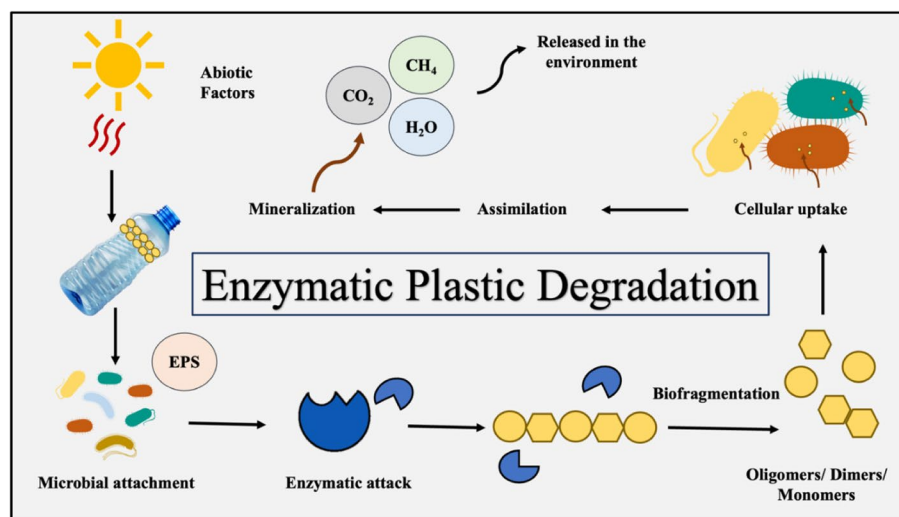 Abiotic
Factors
CO₂
CH₄
H₂O
Released in the
environment
Mineralization
Assimilation
Cellular uptake
Enzymatic Plastic Degradation
EPS
Microbial attachment
Enzymatic attack
Biofragmentation
Oligomers/ Dimers/
Monomers